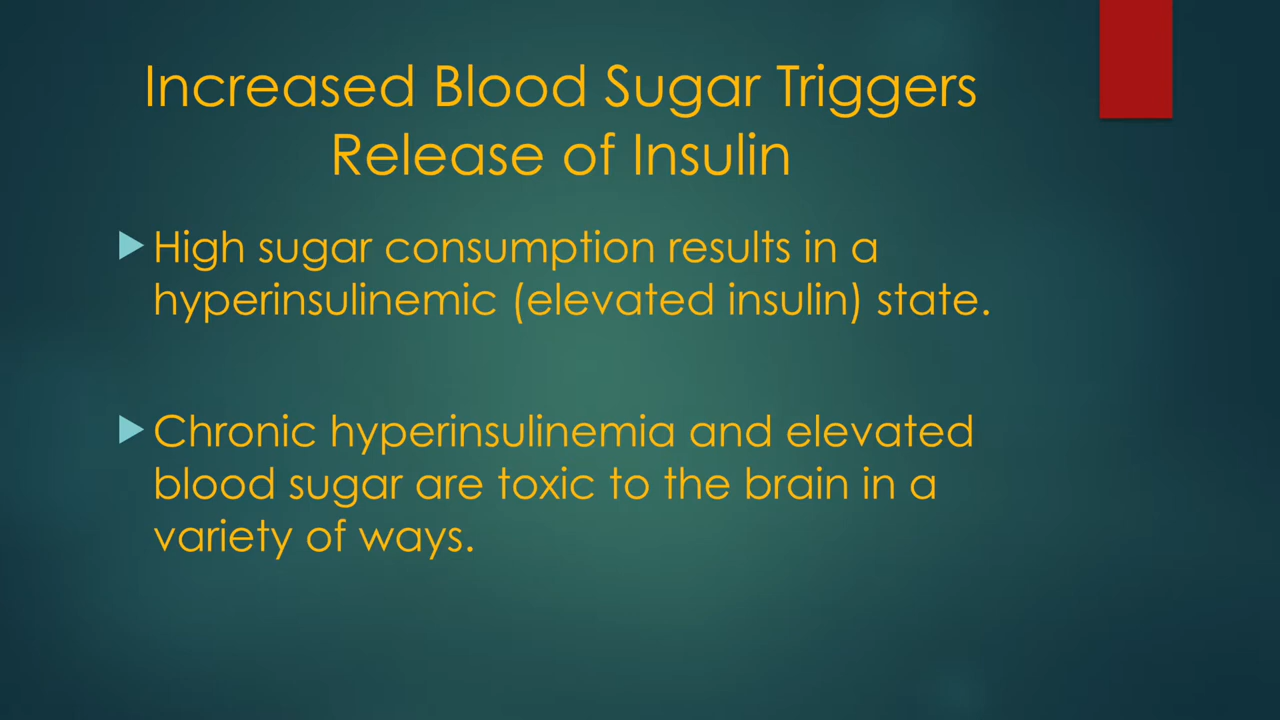 Increased Blood Sugar Triggers
Release of Insulin
High sugar consumption results in a
hyperinsulinemic (elevated insulin) state.
Chronic hyperinsulinemia and elevated
blood sugar are toxic to the brain in a
variety of ways.